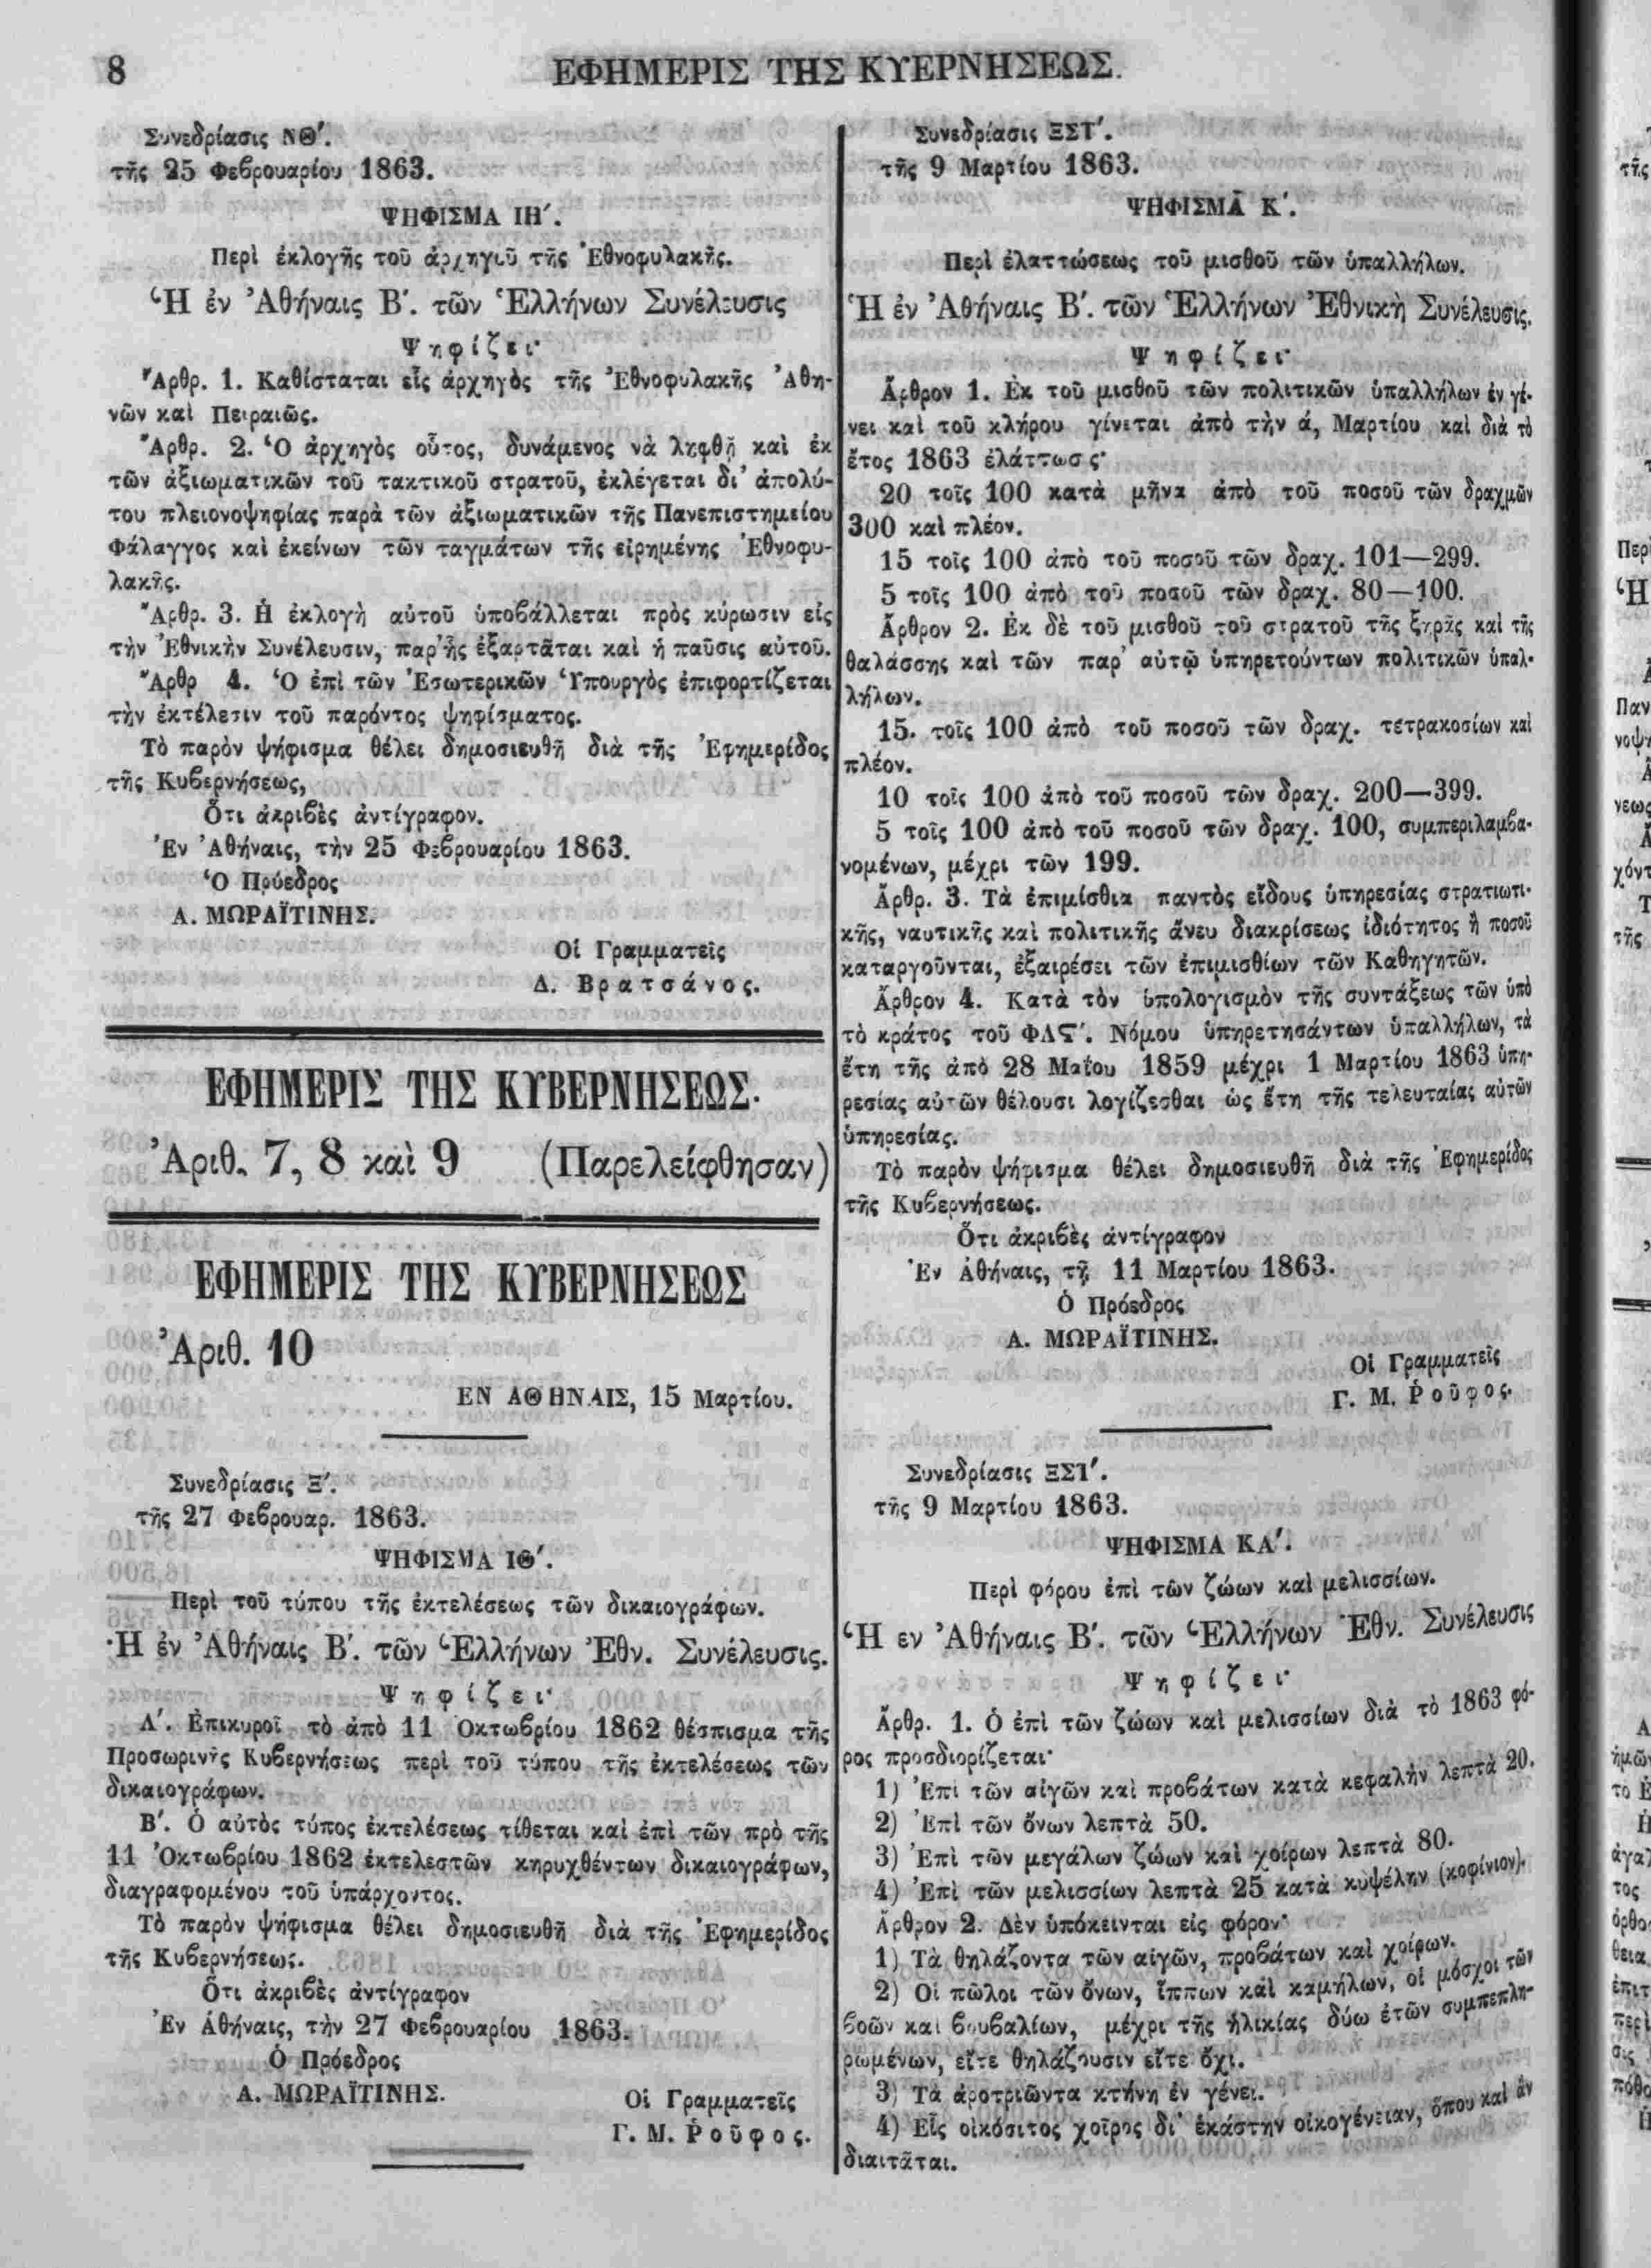 8
ΕΦΗΜΕΡΙΣ ΤΗΣ ΚΥΕΡΝΗΣΕΩΣ.
Συνεδρίασις ΝΘ΄.
τῆς 25 Φεβρουαρίου 1863.
ΨΗΦΙΣΜΑ ΙΗ΄.
Περὶ ἐκλογῆς τοῦ ἀρχηγοῦ τῆς Ἐθνοφυλακῆς.
Ἡ ἐν Ἀθήναις Β΄. τῶν Ἑλλήνων Συνέλευσις
Ψηφίζει·
Ἄρθρ. 1. Καθίσταται εἷς ἀρχηγὸς τῆς Ἐθνοφυλακῆς Ἀθη-
νῶν καὶ Πειραιῶς.
Ἄρθρ. 2. Ὁ ἀρχηγὸς οὗτος, δυνάμενος νὰ ληφθῇ καὶ ἐκ
τῶν ἀξιωματικῶν τοῦ τακτικοῦ στρατοῦ, ἐκλέγεται δι' ἀπολύ-
του πλειονοψηφίας παρὰ τῶν ἀξιωματικῶν τῆς Πανεπιστημείου
Φάλαγγος καὶ ἐκείνων τῶν ταγμάτων τῆς εἰρημένης Ἐθνοφυ-
λακῆς.
Ἄρθρ. 3. Ἡ ἐκλογὴ αὐτοῦ ὑποβάλλεται πρὸς κύρωσιν εἰς
τὴν Ἐθνικὴν Συνέλευσιν, παρ' ἧς ἐξαρτᾶται καὶ ἡ παῦσις αὐτοῦ.
Ἄρθρ 4. Ὁ ἐπὶ τῶν Ἐσωτερικῶν Ὑπουργὸς ἐπιφορτίζεται
τὴν ἐκτέλεσιν τοῦ παρόντος ψηφίσματος.
Τὸ παρὸν ψήφισμα θέλει δημοσιευθῆ διὰ τῆς Ἐφημερίδος
τῆς Κυβερνήσεως,
Ὅτι ἀκριβὲς ἀντίγραφον.
Ἐν Ἀθήναις, τὴν 25 Φεβρουαρίου 1863.
Ὁ Πρόεδρος
Α. ΜΩΡΑΪΤΙΝΗΣ.
Οἱ Γραμματεῖς
Δ. Βρατσάνος.
ΕΦΗΜΕΡΙΣ ΤΗΣ ΚΥΒΕΡΝΗΣΕΩΣ.
Ἀριθ. 7, 8 καὶ 9 (Παρελείφθησαν)
ΕΦΗΜΕΡΙΣ ΤΗΣ ΚΥΒΕΡΝΗΣΕΩΣ
Ἀριθ. 10
ΕΝ ΑΘΗΝΑΙΣ, 15 Μαρτίου.
Συνεδρίασις Ξ΄.
τῆς 27 Φεβρουαρ. 1863.
ΨΗΦΙΣΜΑ ΙΘ΄.
Περὶ τοῦ τύπου τῆς ἐκτελέσεως τῶν δικαιογράφων.
Ἡ ἐν Ἀθήναις Β΄. τῶν Ἑλλήνων Ἐθν. Συνέλευσις.
Ψηφίζει·
Α΄. Ἐπικυροῖ τὸ ἀπὸ 11 Ὀκτωβρίου 1862 θέσπισμα τῆς
Προσωρινῆς Κυβερνήσεως περὶ τοῦ τύπου τῆς ἐκτελέσεως τῶν
δικαιογράφων.
Β΄. Ὁ αὐτὸς τύπος ἐκτελέσεως τίθεται καὶ ἐπὶ τῶν πρὸ τῆς
11 Ὀκτωβρίου 1862 ἐκτελεστῶν κηρυχθέντων δικαιογράφων,
διαγραφομένου τοῦ ὑπάρχοντος.
Τὸ παρὸν ψήφισμα θέλει δημοσιευθῆ διὰ τῆς Ἐφημερίδος
τῆς Κυβερνήσεως.
Ὅτι ἀκριβὲς ἀντίγραφον
Ἐν Ἀθήναις, τὴν 27 Φεβρουαρίου 1863.
Ὁ Πρόεδρος
Α. ΜΩΡΑΪΤΙΝΗΣ.
Οἱ Γραμματεῖς
Γ. Μ. Ῥοῦφος.
Συνεδρίασις ΞΣΤ΄.
τῆς 9 Μαρτίου 1863.
ΨΗΦΙΣΜΑ Κ΄.
Περὶ ἐλαττώσεως τοῦ μισθοῦ τῶν ὑπαλλήλων.
Ἡ ἐν Ἀθήναις Β΄. τῶν Ἑλλήνων Ἐθνικὴ Συνέλευσις.
Ψηφίζει·
Ἄρθρον 1. Ἐκ τοῦ μισθοῦ τῶν πολιτικῶν ὑπαλλήλων ἐν γέ-
νει καὶ τοῦ κλήρου γίνεται ἀπὸ τὴν ά, Μαρτίου καὶ διὰ τὸ
ἔτος 1863 ἐλάττωσις·
20 τοῖς 100 κατὰ μῆνα ἀπὸ τοῦ ποσοῦ τῶν δραχμῶν
300 καὶ πλέον.
15 τοῖς 100 ἀπὸ τοῦ ποσοῦ τῶν δραχ. 101—299.
5 τοῖς 100 ἀπὸ τοῦ ποσοῦ τῶν δραχ. 80—100.
Ἄρθρον 2. Ἐκ δὲ τοῦ μισθοῦ τοῦ στρατοῦ τῆς ξηρᾶς καὶ τῆς
θαλάσσης καὶ τῶν παρ' αὐτῷ ὑπηρετούντων πολιτικῶν ὑπαλ-
λήλων.
15. τοῖς 100 ἀπὸ τοῦ ποσοῦ τῶν δραχ. τετρακοσίων καὶ
πλέον.
10 τοῖς 100 ἀπὸ τοῦ ποσοῦ τῶν δραχ. 200—399.
5 τοῖς 100 ἀπὸ τοῦ ποσοῦ τῶν δραχ. 100, συμπεριλαμβα-
νομένων, μέχρι τῶν 199.
Ἄρθρ. 3. Τὰ ἐπιμίσθια παντὸς εἴδους ὑπηρεσίας στρατιωτι-
κῆς, ναυτικῆς καὶ πολιτικῆς ἄνευ διακρίσεως ἰδιότητος ἢ ποσοῦ
καταργοῦνται, ἐξαιρέσει τῶν ἐπιμισθίων τῶν Καθηγητῶν.
Ἄρθρον 4. Κατὰ τὸν ὑπολογισμὸν τῆς συντάξεως τῶν ὑπὸ
τὸ κράτος τοῦ ΦΛϚ΄. Νόμου ὑπηρετησάντων ὑπαλλήλων, τὰ
ἔτη τῆς ἀπὸ 28 Μαΐου 1859 μέχρι 1 Μαρτίου 1863 ὑπη-
ρεσίας αὐτῶν θέλουσι λογίζεσθαι ὡς ἔτη τῆς τελευταίας αὐτῶν
ὑπηρεσίας.
Τὸ παρὸν ψήφισμα θέλει δημοσιευθῆ διὰ τῆς Ἐφημερίδος
τῆς Κυβερνήσεως.
Ὅτι ἀκριβὲς ἀντίγραφον
Ἐν Ἀθήναις, τῇ 11 Μαρτίου 1863.
Ὁ Πρόεδρος
Α. ΜΩΡΑΪΤΙΝΗΣ.
Οἱ Γραμματεῖς
Γ. Μ. Ῥοῦφος.
Συνεδρίασις ΞΣΤ΄.
τῆς 9 Μαρτίου 1863.
ΨΗΦΙΣΜΑ ΚΑ΄.
Περὶ φόρου ἐπὶ τῶν ζώων καὶ μελισσίων.
Ἡ εν Ἀθήναις Β΄. τῶν Ἑλλήνων Ἐθν. Συνέλευσις
Ψηφίζει·
Ἄρθρ. 1. Ὁ ἐπὶ τῶν ζώων καὶ μελισσίων διὰ τὸ 1863 φό-
ρος προσδιορίζεται·
1) Ἐπὶ τῶν αἰγῶν καὶ προβάτων κατὰ κεφαλὴν λεπτὰ 20.
2) Ἐπὶ τῶν ὄνων λεπτὰ 50.
3) Ἐπὶ τῶν μεγάλων ζώων καὶ χοίρων λεπτὰ 80.
4) Ἐπὶ τῶν μελισσίων λεπτὰ 25 κατὰ κυψέλην (κοφίνιον).
Ἄρθρον 2. Δὲν ὑπόκεινται εἰς φόρον·
1) Τὰ θηλάζοντα τῶν αἰγῶν, προβάτων καὶ χοίρων.
2) Οἱ πῶλοι τῶν ὄνων, ἵππων καὶ καμήλων, οἱ μόσχοι τῶν
βοῶν καὶ βουβαλίων, μέχρι τῆς ἡλικίας δύω ἐτῶν συμπεπλη-
ρωμένων, εἴτε θηλάζουσιν εἴτε ὄχι.
3) Τὰ ἀροτριῶντα κτήνη ἐν γένει.
4) Εἷς οἰκόσιτος χοῖρος δι' ἑκάστην οἰκογένειαν, ὅπου καὶ ἂν
διαιτᾶται.